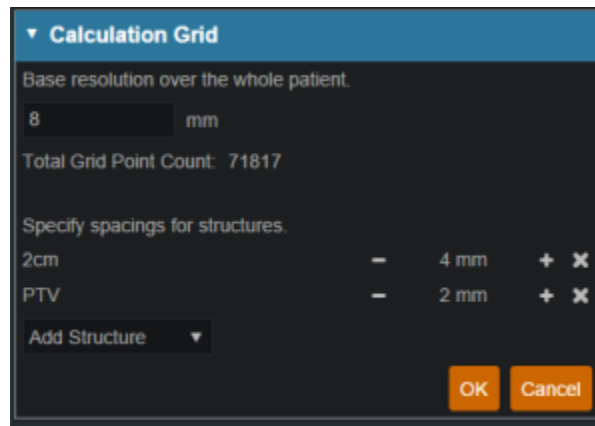 Calculation Grid
Base resolution over the whole patient.
8 mm
Total Grid Point Count: 71817
Specify spacings for structures.
2cm 4 mm
PTV 2 mm
Add Structure
OK Cancel